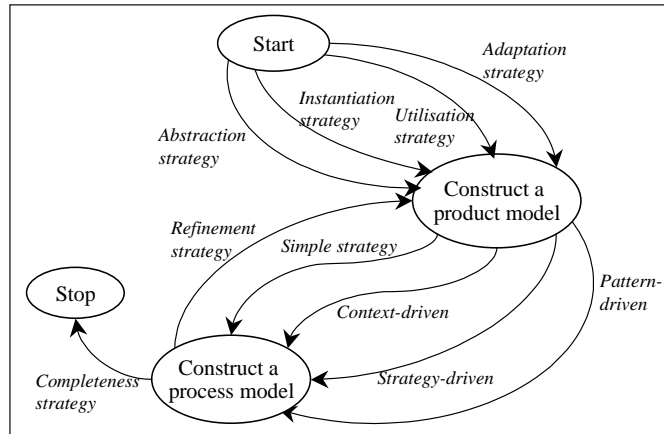 Start
Adaptation
strategy
Instantiation
strategy
Utilisation
strategy
Abstraction
strategy
Construct a
product model
Refinement
strategy
Simple strategy
Stop
Context-driven
Pattern-
driven
Construct a
process model
Completeness
strategy
Strategy-driven